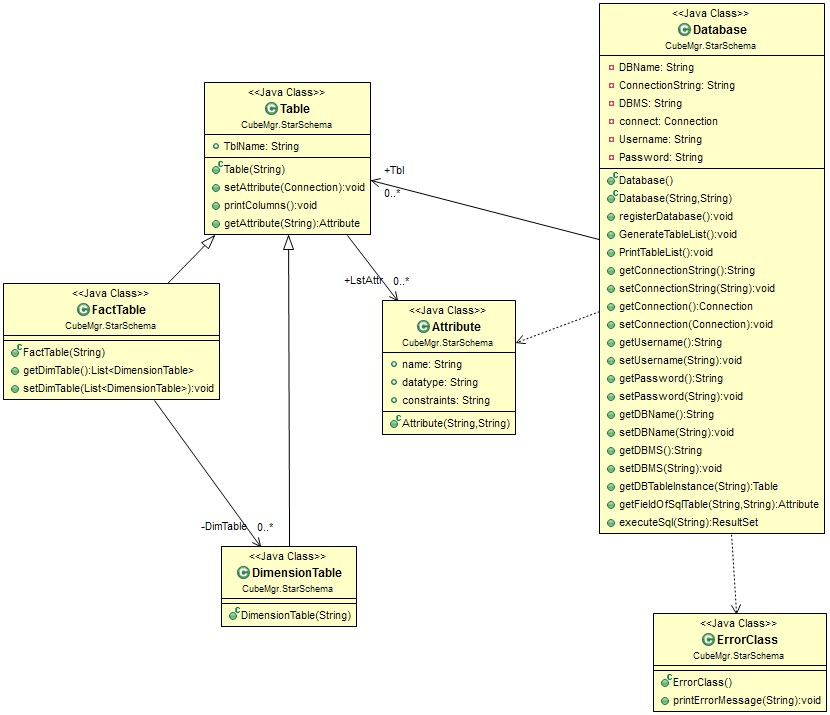 <<Java Class>>
Database
CubeMgr.StarSchema
DBName: String
ConnectionString: String
DBMS: String
connect: Connection
Username: String
Password: String
Database()
Database(String,String)
registerDatabase():void
GenerateTableList():void
PrintTableList():void
getConnectionString():String
setConnectionString(String):void
getConnection():Connection
setConnection(Connection):void
getUsername():String
setUsername(String):void
getPassword():String
setPassword(String):void
getDBName():String
setDBName(String):void
getDBMS():String
setDBMS(String):void
getDBTableInstance(String):Table
getFieldOfSqlTable(String,String):Attribute
executeSql(String):ResultSet
<<Java Class>>
Table
CubeMgr.StarSchema
TblName: String
Table(String)
setAttribute(Connection):void
printColumns():void
getAttribute(String):Attribute
+Tbl
0..*
+LstAttr 0..*
<<Java Class>>
FactTable
CubeMgr.StarSchema
FactTable(String)
getDimTable():List<DimensionTable>
setDimTable(List<DimensionTable>):void
<<Java Class>>
Attribute
CubeMgr.StarSchema
name: String
datatype: String
constraints: String
Attribute(String,String)
-DimTable 0..*
<<Java Class>>
DimensionTable
CubeMgr.StarSchema
DimensionTable(String)
<<Java Class>>
ErrorClass
CubeMgr.StarSchema
ErrorClass()
printErrorMessage(String):void